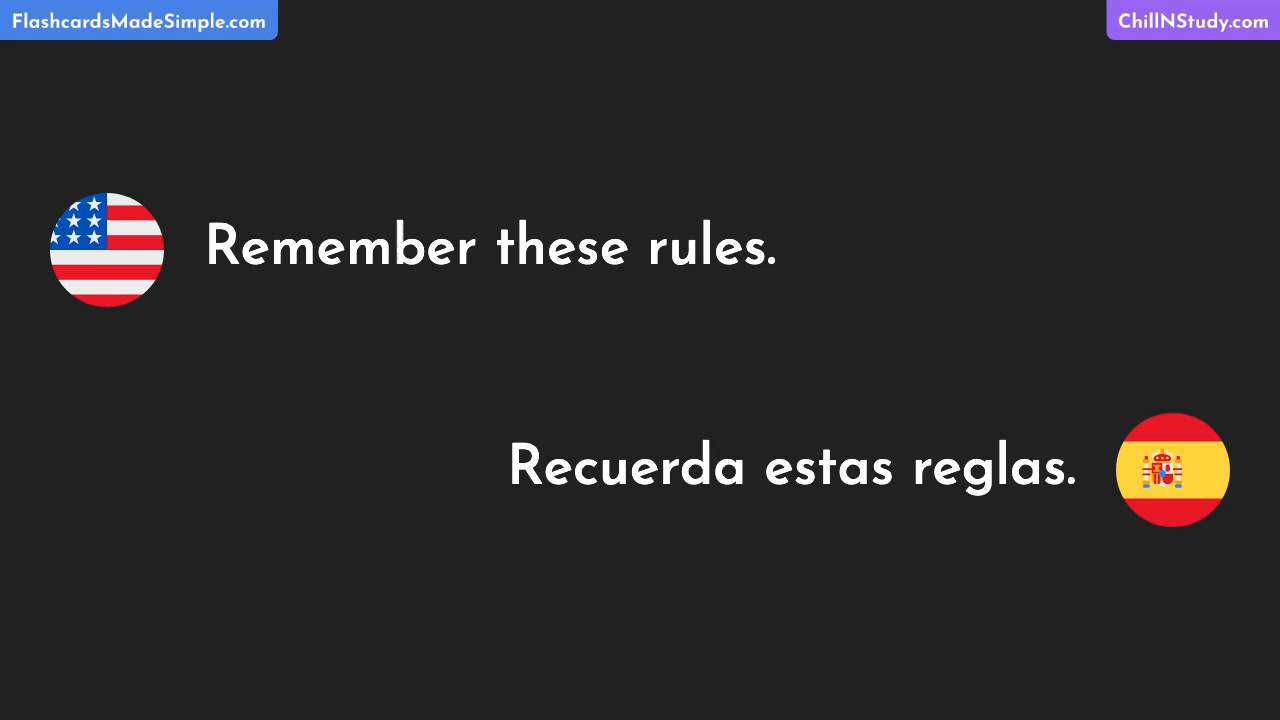 FlashcardsMadeSimple.com
ChillNStudy.com
Remember these rules.
Recuerda estas reglas.